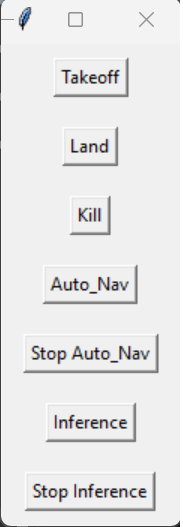 Takeoff
Land
Kill
Auto_Nav
Stop Auto_Nav
Inference
Stop Inference